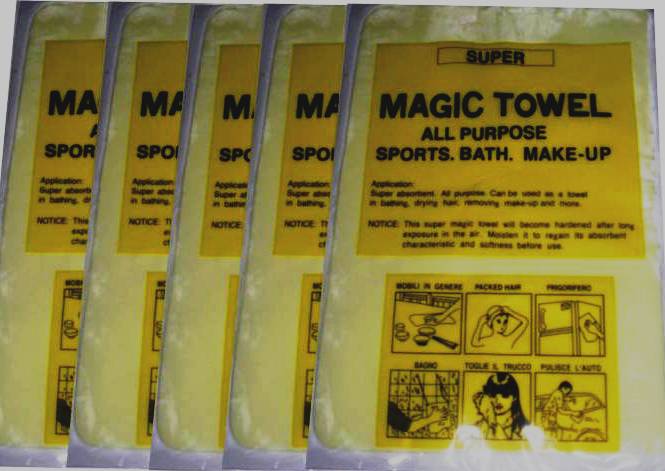 SUPER
MAGIC TOWEL
ALL PURPOSE
SPORTS. BATH. MAKE-UP
Application:
Super absorbent. All purpose. Can be used as a towel
in bathing, drying hair, removing make-up and more.
NOTICE: This super magic towel will become hardened after long
exposure in the air. Moisten it to regain its absorbent
characteristic and softness before use.
MOBILI IN GENERE PACKED HAIR FRIGORIFERO
BAGNO TOGLIE IL TRUCCO PULISCE L'AUTO